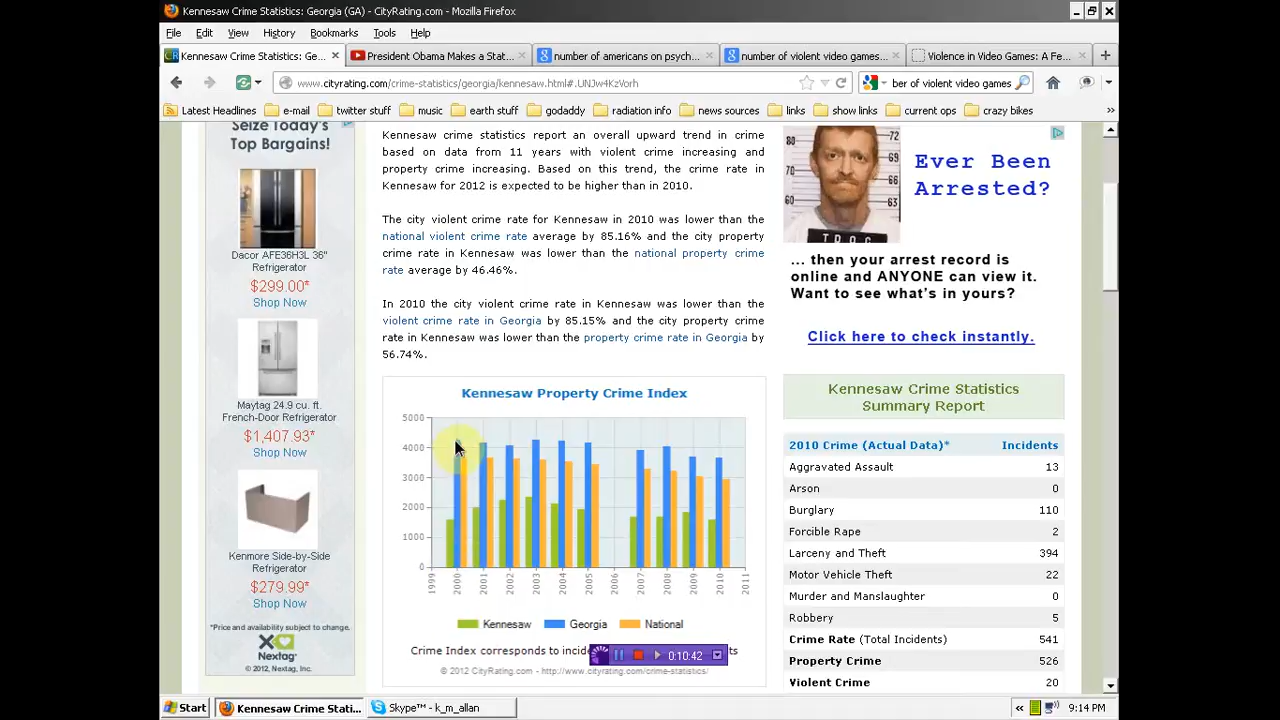 Kennesaw Crime Statistics: Georgia (GA) - CityRating.com - Mozilla Firefox
File Edit View History Bookmarks Tools Help
Kennesaw Crime Statistics: Ge...
President Obama Makes a Stat...
number of americans on psych...
number of violent video games...
Violence in Video Games: A Fe...
www.cityrating.com/crime-statistics/georgia/kennesaw.html#.UNJw4KzVorh
ber of violent video games
Latest Headlines e-mail twitter stuff music earth stuff godaddy radiation info news sources links show links current ops crazy bikes »
Seize Today's
Top Bargains!
Dacor AFE36H3L 36"
Refrigerator
$299.00*
Shop Now
Maytag 24.9 cu. ft.
French-Door Refrigerator
$1,407.93*
Shop Now
Kenmore Side-by-Side
Refrigerator
$279.99*
Shop Now
*Price and availability subject to change.
Nextag®
© 2012, Nextag, Inc.
Kennesaw crime statistics report an overall upward trend in crime
based on data from 11 years with violent crime increasing and
property crime increasing. Based on this trend, the crime rate in
Kennesaw for 2012 is expected to be higher than in 2010.
The city violent crime rate for Kennesaw in 2010 was lower than the
national violent crime rate average by 85.16% and the city property
crime rate in Kennesaw was lower than the national property crime
rate average by 46.46%.
In 2010 the city violent crime rate in Kennesaw was lower than the
violent crime rate in Georgia by 85.15% and the city property crime
rate in Kennesaw was lower than the property crime rate in Georgia by
56.74%.
Kennesaw Property Crime Index
5000
4000
3000
2000
1000
0
1999 2000 2001 2002 2003 2004 2005 2007 2008 2009 2010 2011
Kennesaw Georgia National
Crime Index corresponds to incid
ts
0:10:42
© 2012 CityRating.com - http://www.cityrating.com/crime-statistics/
80 72
70 69
60 66
63
Ever Been
Arrested?
... then your arrest record is
online and ANYONE can view it.
Want to see what's in yours?
Click here to check instantly.
Kennesaw Crime Statistics
Summary Report
2010 Crime (Actual Data)* Incidents
Aggravated Assault 13
Arson 0
Burglary 110
Forcible Rape 2
Larceny and Theft 394
Motor Vehicle Theft 22
Murder and Manslaughter 0
Robbery 5
Crime Rate (Total Incidents) 541
Property Crime 526
Violent Crime 20
Start
Kennesaw Crime Stati...
Skype™ - k_m_allan
« 9:14 PM